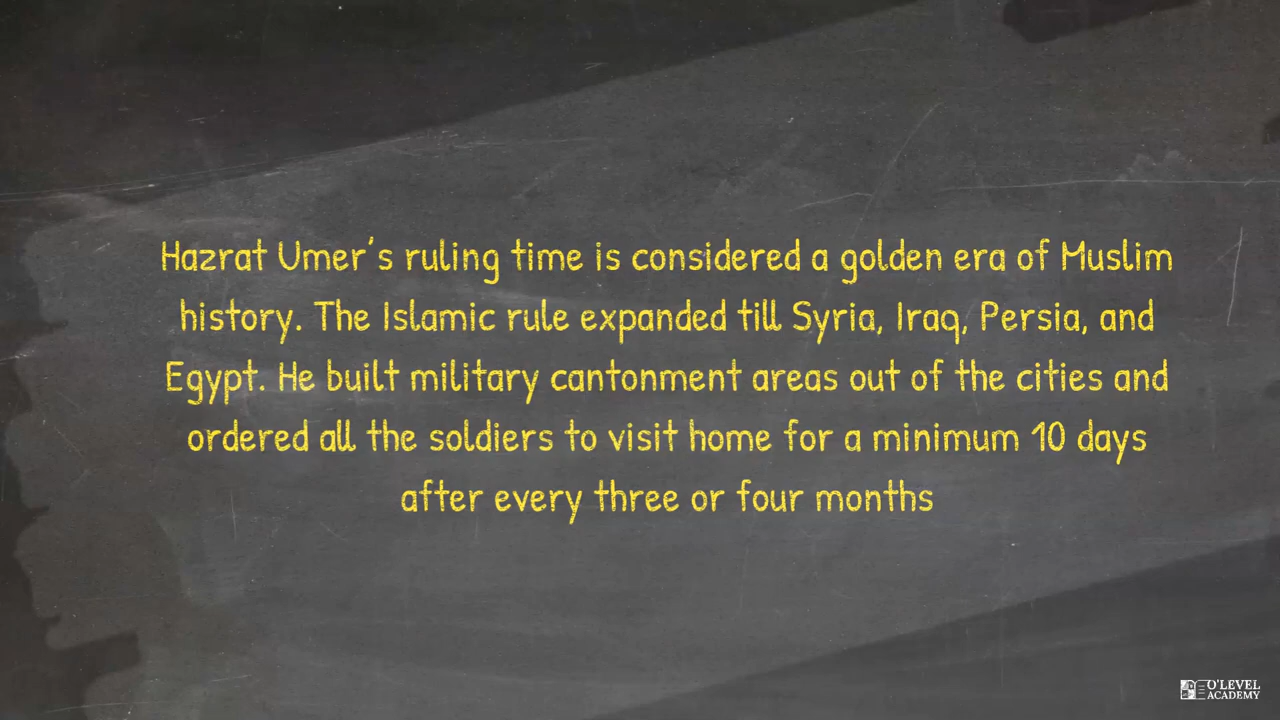 Hazrat Umer's ruling time is considered a golden era of Muslim
history. The Islamic rule expanded till Syria, Iraq, Persia, and
Egypt. He built military cantonment areas out of the cities and
ordered all the soldiers to visit home for a minimum 10 days
after every three or four months
O'LEVEL
ACADEMY